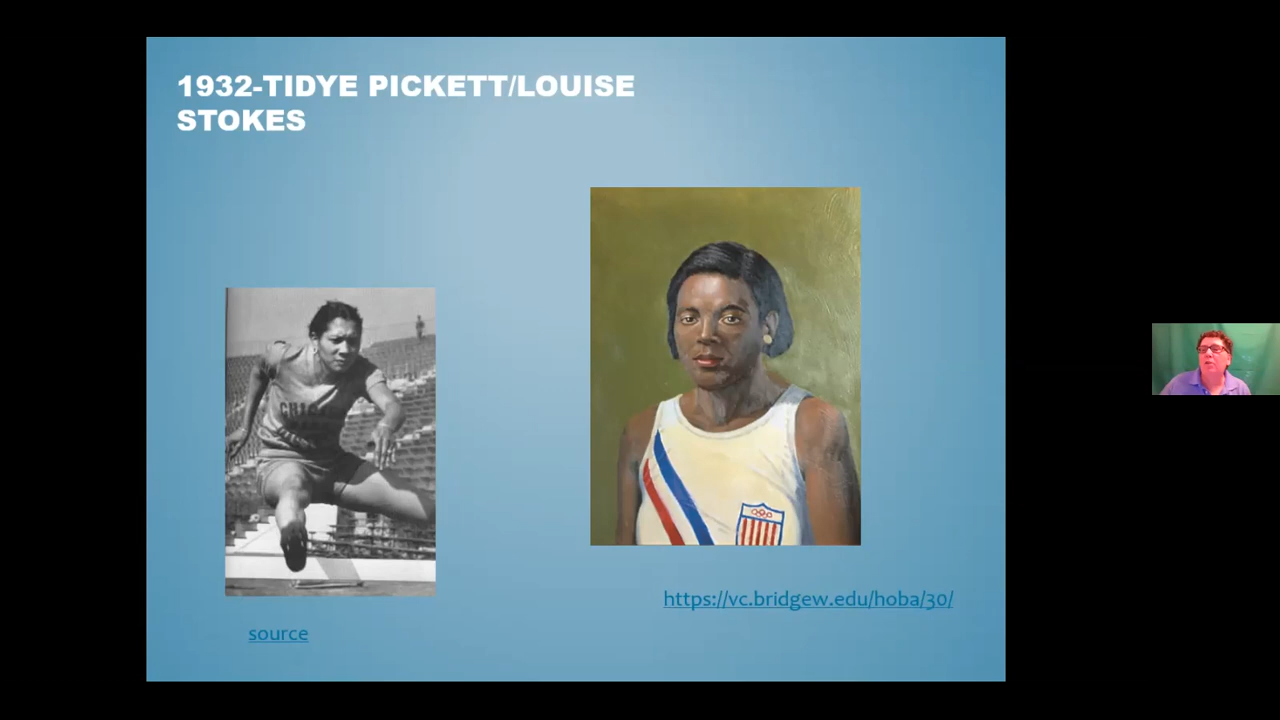 1932-TIDYE PICKETT/LOUISE
STOKES
https://vc.bridgew.edu/hoba/30/
source